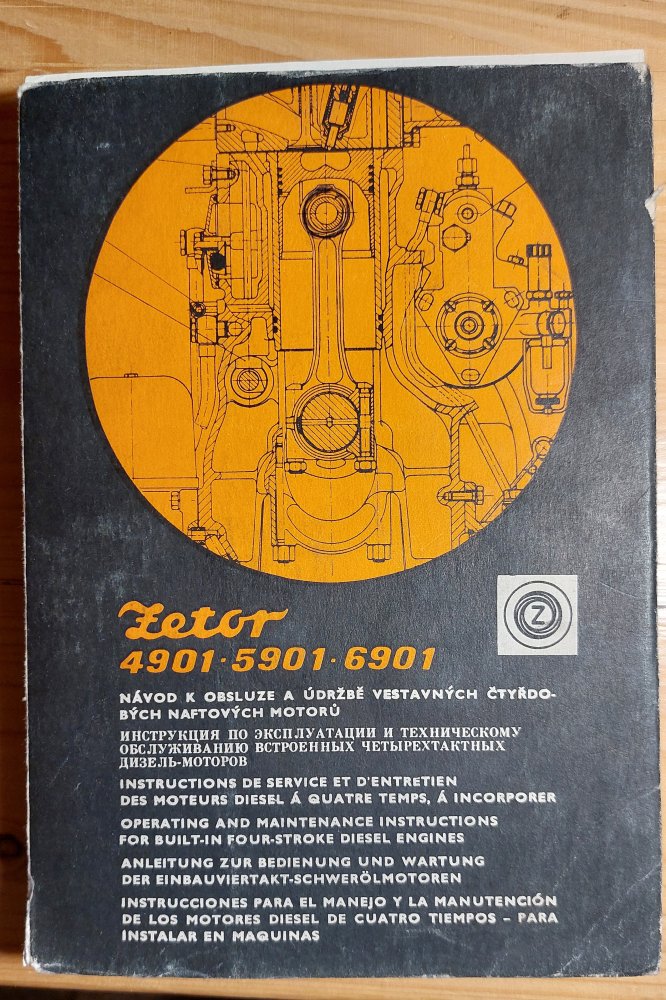 Zetor
4901·5901·6901
Z
NÁVOD K OBSLUZE A ÚDRŽBĚ VESTAVNÝCH ČTYŘDO-
BÝCH NAFTOVÝCH MOTORŮ
ИНСТРУКЦИЯ ПО ЭКСПЛУАТАЦИИ И ТЕХНИЧЕСКОМУ
ОБСЛУЖИВАНИЮ ВСТРОЕННЫХ ЧЕТЫРЕХТАКТНЫХ
ДИЗЕЛЬ-МОТОРОВ
INSTRUCTIONS DE SERVICE ET D'ENTRETIEN
DES MOTEURS DIESEL Á QUATRE TEMPS, Á INCORPORER
OPERATING AND MAINTENANCE INSTRUCTIONS
FOR BUILT-IN FOUR-STROKE DIESEL ENGINES
ANLEITUNG ZUR BEDIENUNG UND WARTUNG
DER EINBAUVIERTAKT-SCHWERÖLMOTOREN
INSTRUCCIONES PARA EL MANEJO Y LA MANUTENCIÓN
DE LOS MOTORES DIESEL DE CUATRO TIEMPOS – PARA
INSTALAR EN MAQUINAS